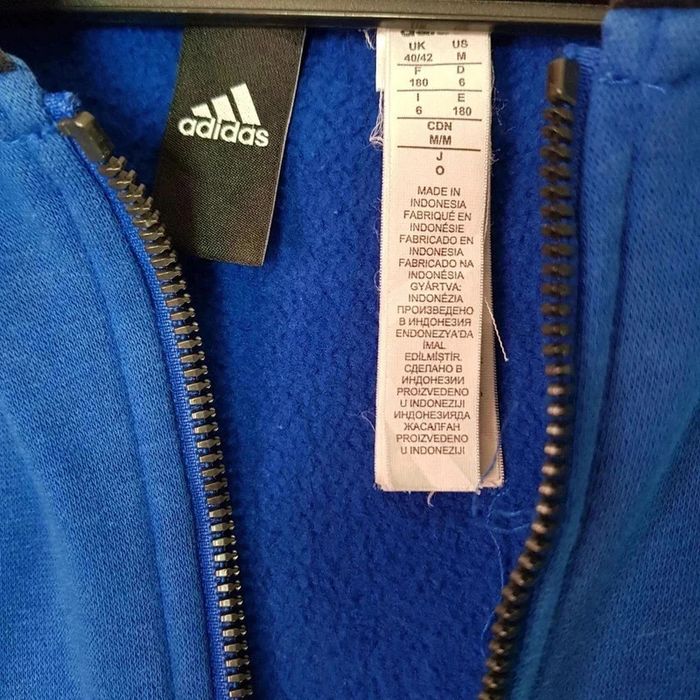 adidas
UK US
40/42 M
F D
180 6
I E
6 180
CDN
M/M
J
O
MADE IN
INDONESIA
FABRIQUÉ EN
INDONÉSIE
FABRICADO EN
INDONESIA
FABRICADO NA
INDONÉSIA
GYÁRTVA:
INDONÉZIA
ПРОИЗВЕДЕНО
В ИНДОНЕЗИЯ
ENDONEZYA'DA
İMAL
EDİLMİŞTİR.
СДЕЛАНО В
ИНДОНЕЗИИ
PROIZVEDENO
U INDONEZIJI
ИНДОНЕЗИЯДА
ЖАСАЛҒАН
PROIZVEDENO
U INDONEZIJI